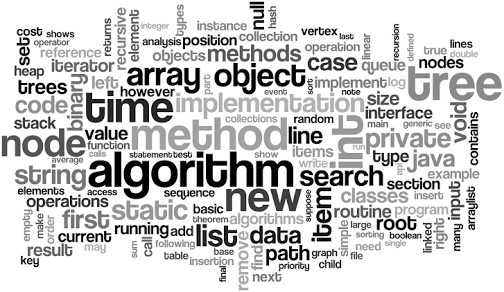 cost
shows
operator
set
heap
returns
recursive
element
integer
types
instance
null
hash
analysis
position
collection
reference
iterator
objects
methods
vertex
last
operation
case
linear
queue
recursion
defined
true
double
lines
nodes
trees
binary
left
array
object
part
event
sort
implement
note
log
tree
code
however
time
implementation
size
interface
void
contains
stack
node
value
function
calls
collections
method
random
line
int
run
main
generic
see
private
api
string
average
statement
test
show
items
write
type
java
example
elements
access
algorithm
sequence
new
search
suppose
section
insert
input
arraylist
operations
first
static
basic
theorem
algorithms
item
classes
routine
program
empty
make
order
current
running
add
list
remove
find
data
path
simple
large
sorting
boolean
root
single
linked
right
many
result
may
sum
call
following
table
base
insertion
final
next
priority
graph
child
need
file
key